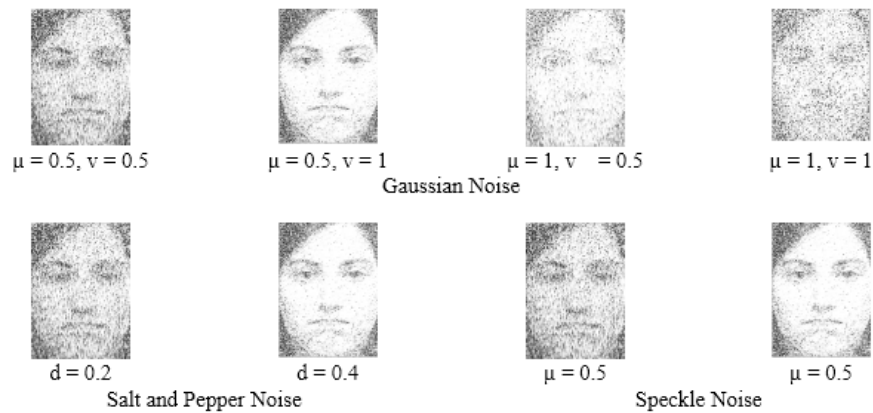 μ = 0.5, v = 0.5 μ = 0.5, v = 1 μ = 1, v = 0.5 μ = 1, v = 1
Gaussian Noise
d = 0.2 d = 0.4 μ = 0.5 μ = 0.5
Salt and Pepper Noise Speckle Noise